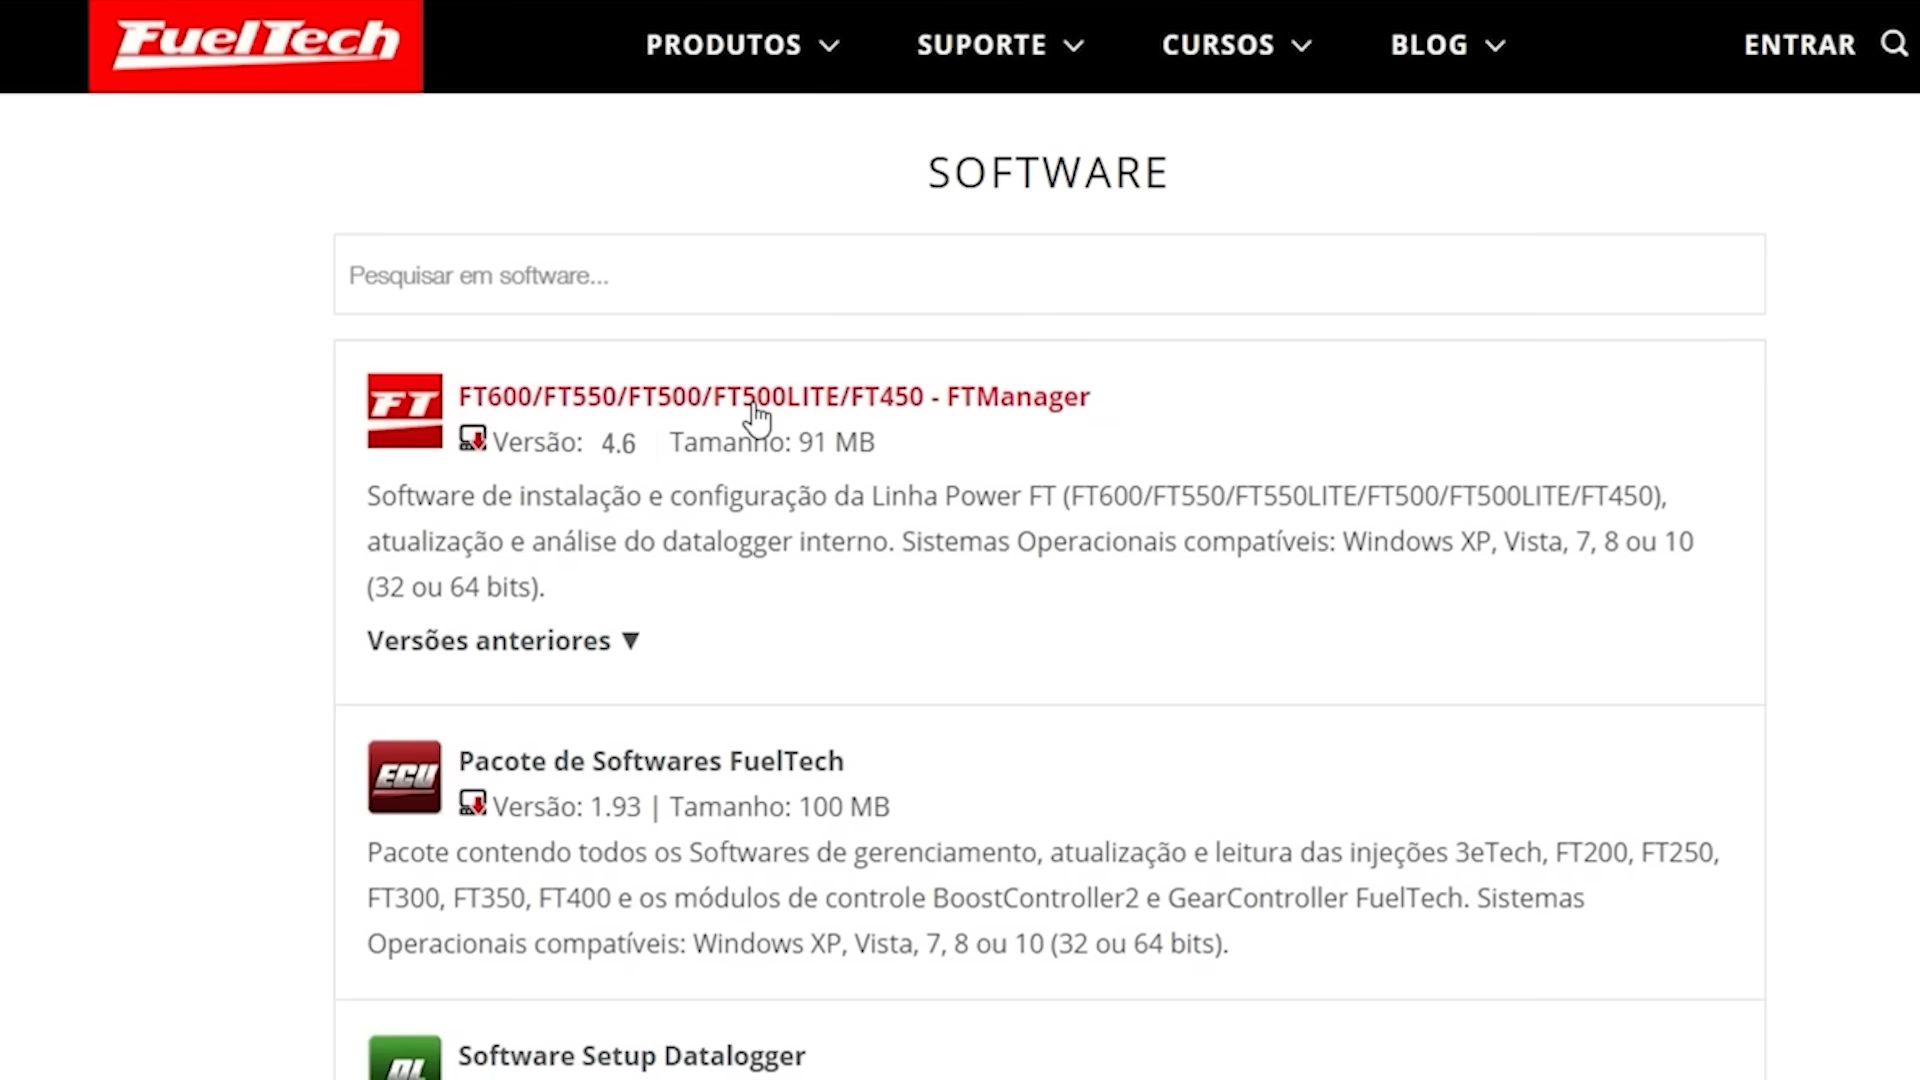 FuelTech
PRODUTOS SUPORTE CURSOS BLOG ENTRAR
SOFTWARE
Pesquisar em software...
FT
FT600/FT550/FT500/FT500LITE/FT450 - FTManager
Versão: 4.6 Tamanho: 91 MB
Software de instalação e configuração da Linha Power FT (FT600/FT550/FT550LITE/FT500/FT500LITE/FT450),
atualização e análise do datalogger interno. Sistemas Operacionais compatíveis: Windows XP, Vista, 7, 8 ou 10
(32 ou 64 bits).
Versões anteriores ▼
ECU
Pacote de Softwares FuelTech
Versão: 1.93 | Tamanho: 100 MB
Pacote contendo todos os Softwares de gerenciamento, atualização e leitura das injeções 3eTech, FT200, FT250,
FT300, FT350, FT400 e os módulos de controle BoostController2 e GearController FuelTech. Sistemas
Operacionais compatíveis: Windows XP, Vista, 7, 8 ou 10 (32 ou 64 bits).
Software Setup Datalogger